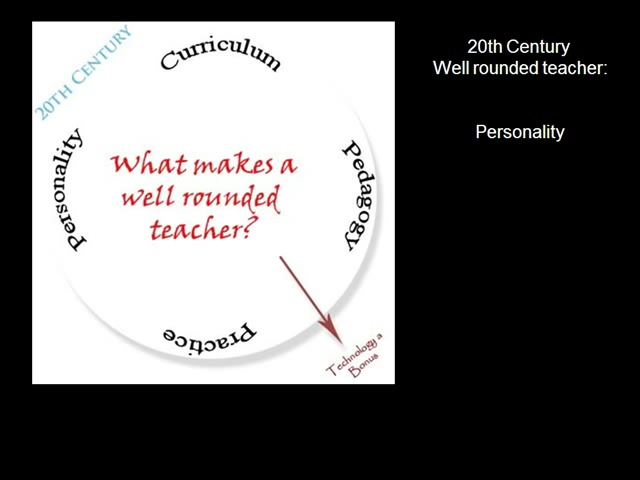 20TH CENTURY
Curriculum
Personality
What makes a
well rounded
teacher?
Pedagogy
Practice
Technology a
Bonus
20th Century
Well rounded teacher:
Personality